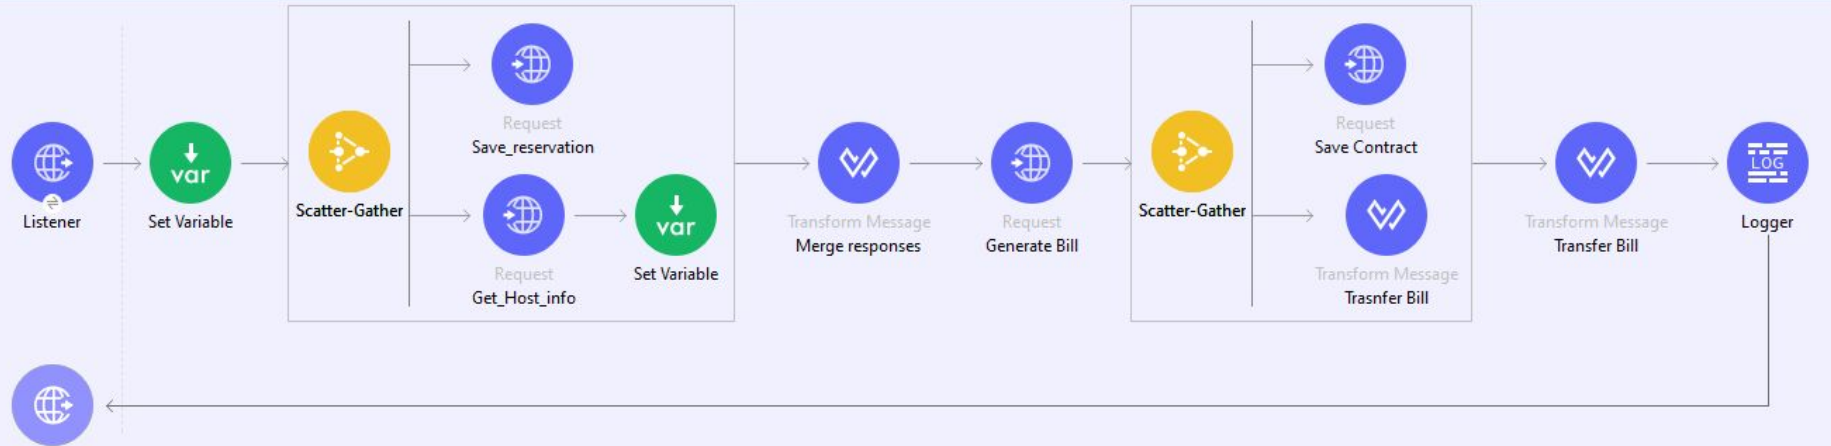 Listener
var
Set Variable
Scatter-Gather
Request
Save_reservation
Request
Get_Host_info
var
Set Variable
Transform Message
Merge responses
Request
Generate Bill
Scatter-Gather
Request
Save Contract
Transform Message
Trasnfer Bill
Transform Message
Transfer Bill
LOG
Logger